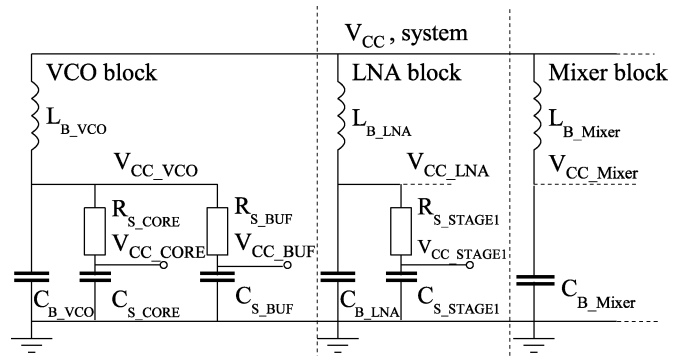 V_CC, system
VCO block LNA block Mixer block
L_B_VCO L_B_LNA L_B_Mixer
V_CC_VCO V_CC_LNA V_CC_Mixer
R_S_CORE R_S_BUF R_S_STAGE1
V_CC_CORE V_CC_BUF V_CC_STAGE1
C_B_VCO C_S_CORE C_S_BUF C_B_LNA C_S_STAGE1 C_B_Mixer